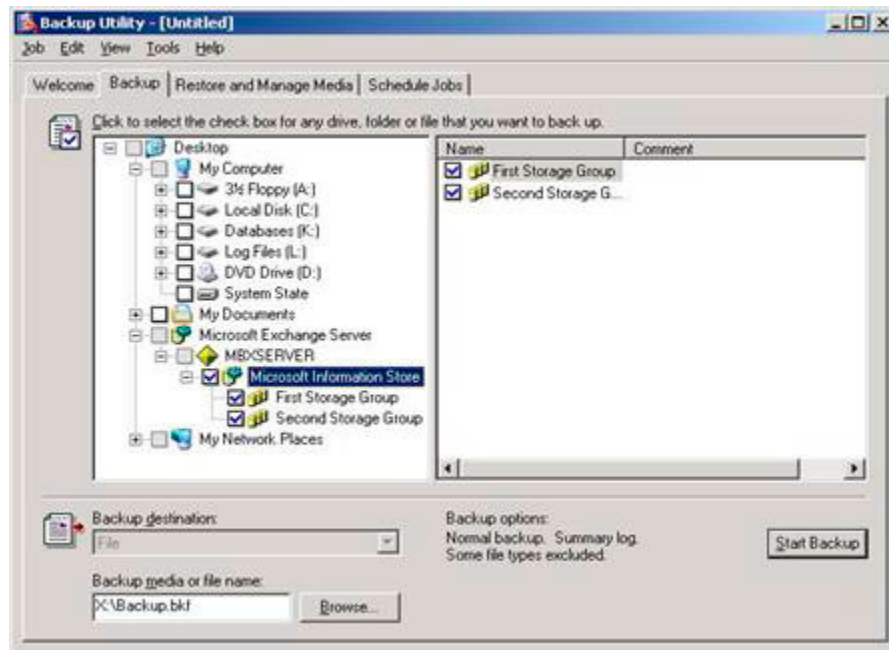 Backup Utility - [Untitled]
Job Edit View Tools Help
Welcome Backup Restore and Manage Media Schedule Jobs
Click to select the check box for any drive, folder or file that you want to back up.
Desktop
My Computer
3½ Floppy (A:)
Local Disk (C:)
Databases (K:)
Log Files (L:)
DVD Drive (D:)
System State
My Documents
Microsoft Exchange Server
MBXSERVER
Microsoft Information Store
First Storage Group
Second Storage Group
My Network Places
Name Comment
First Storage Group
Second Storage G...
Backup destination:
File
Backup media or file name:
X:\Backup.bkf
Browse...
Backup options:
Normal backup. Summary log.
Some file types excluded.
Start Backup